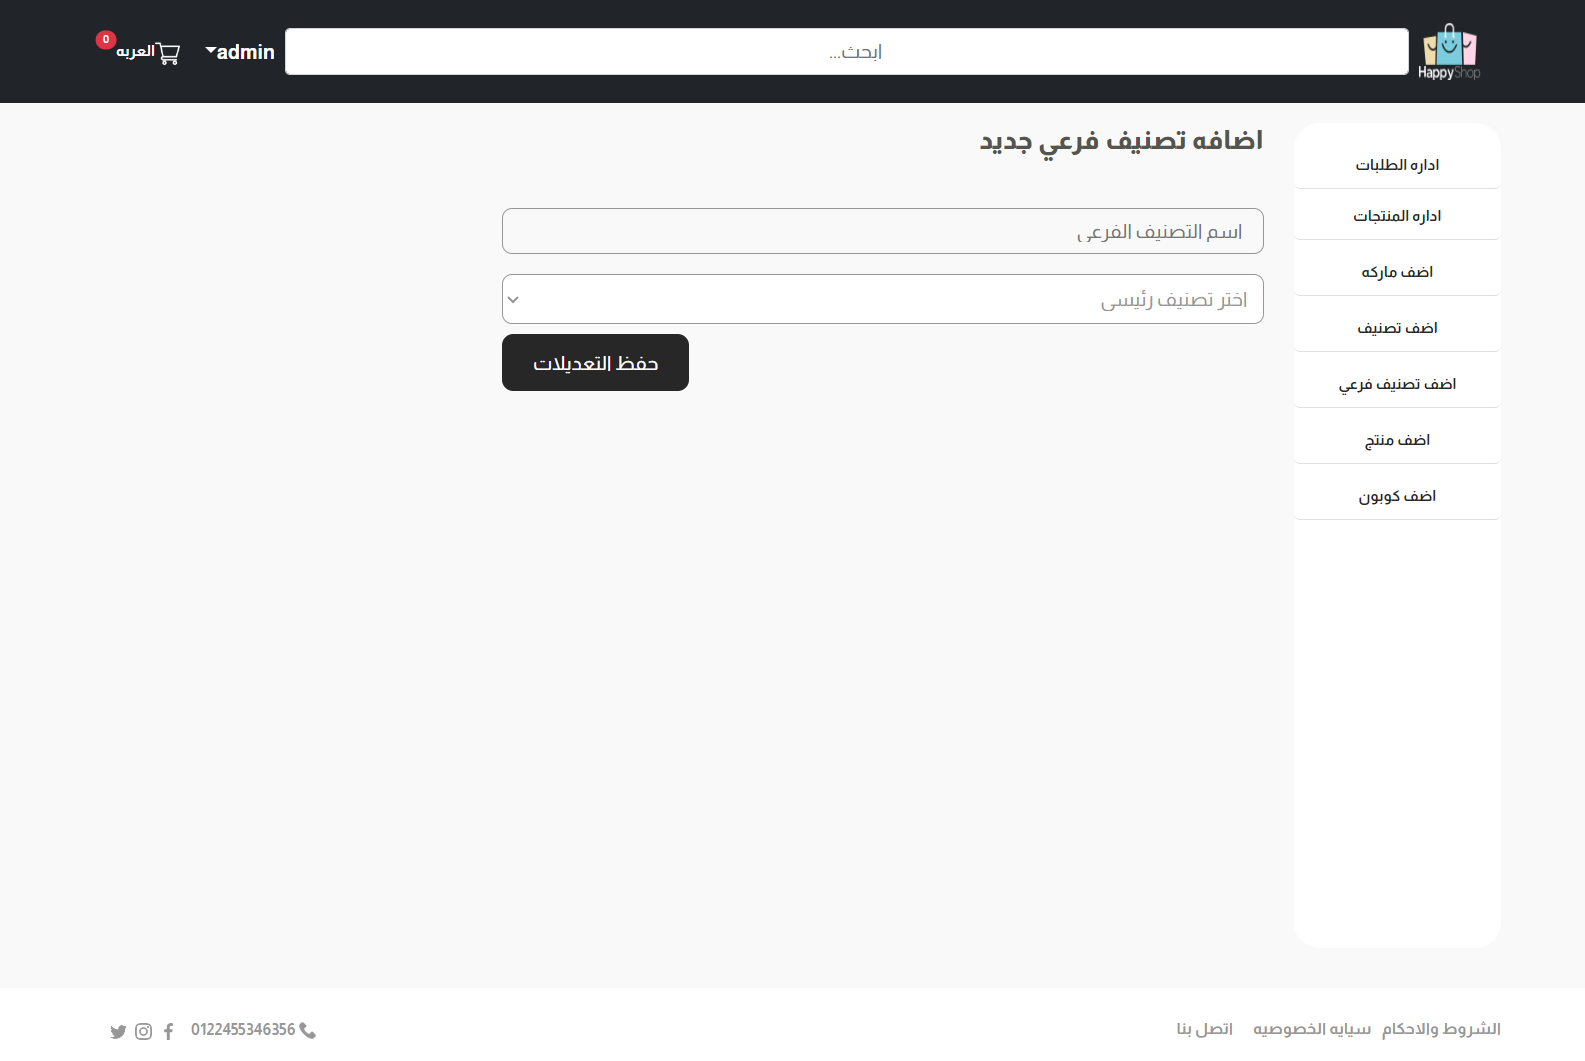 HappyShop
ابحث...
admin
العربه
0
اداره الطلبات
اداره المنتجات
اضف ماركه
اضف تصنيف
اضف تصنيف فرعي
اضف منتج
اضف كوبون
اضافه تصنيف فرعي جديد
اسم التصنيف الفرعي
اختر تصنيف رئيسي
حفظ التعديلات
الشروط والاحكام
سيايه الخصوصيه
اتصل بنا
0122455346356